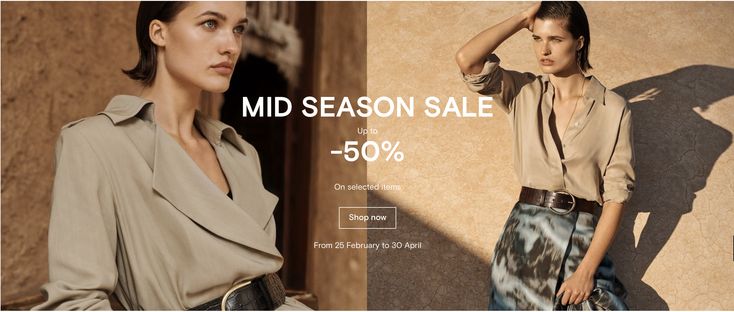 MID SEASON SALE
Up to
-50%
On selected items
Shop now
From 25 February to 30 April